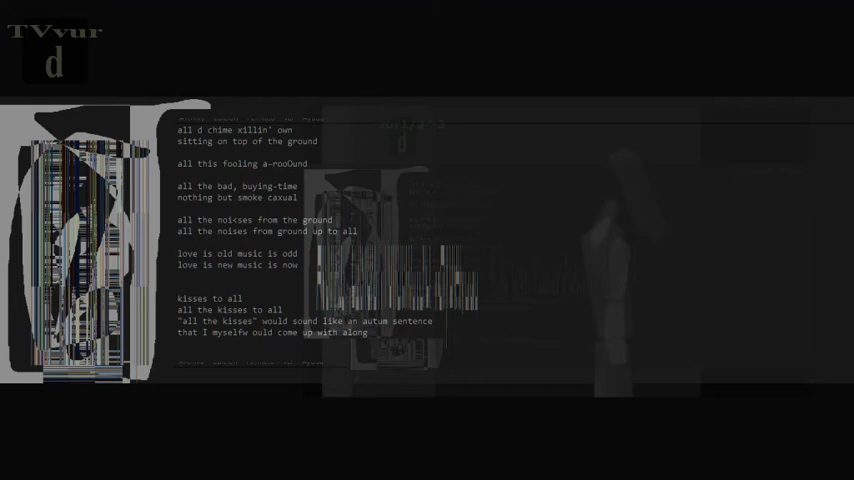 TVvur
d
all d chime xillin' own
sitting on top of the ground
all this fooling a-rooOund
all the bad, buying-time
nothing but smoke caxual
all the noi<ses from the ground
all the noises from ground up to all
love is old music is odd
love is new music is now
kisses to all
all the kisses to all
"all the kisses" would sound like an autum sentence
that I myselfw ould come up with along
d